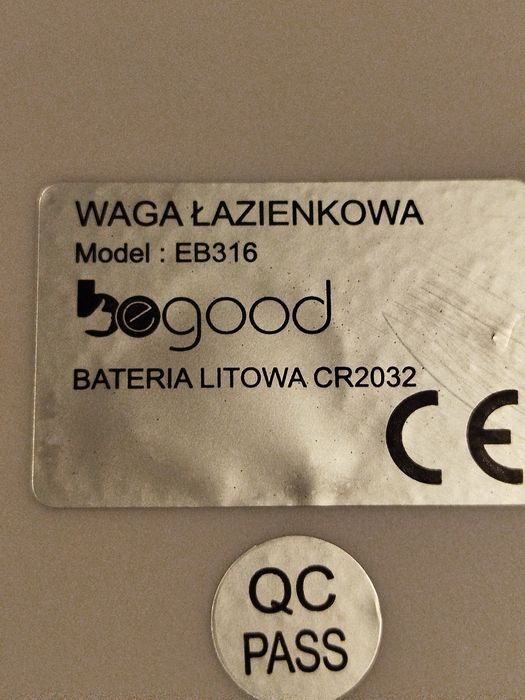 WAGA ŁAZIENKOWA
Model : EB316
begood
BATERIA LITOWA CR2032
CE
QC
PASS